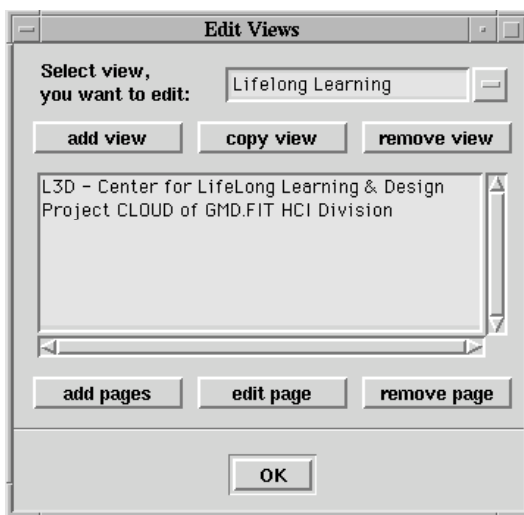 Edit Views
Select view,
you want to edit:
Lifelong Learning
add view
copy view
remove view
L3D - Center for LifeLong Learning & Design
Project CLOUD of GMD.FIT HCI Division
add pages
edit page
remove page
OK